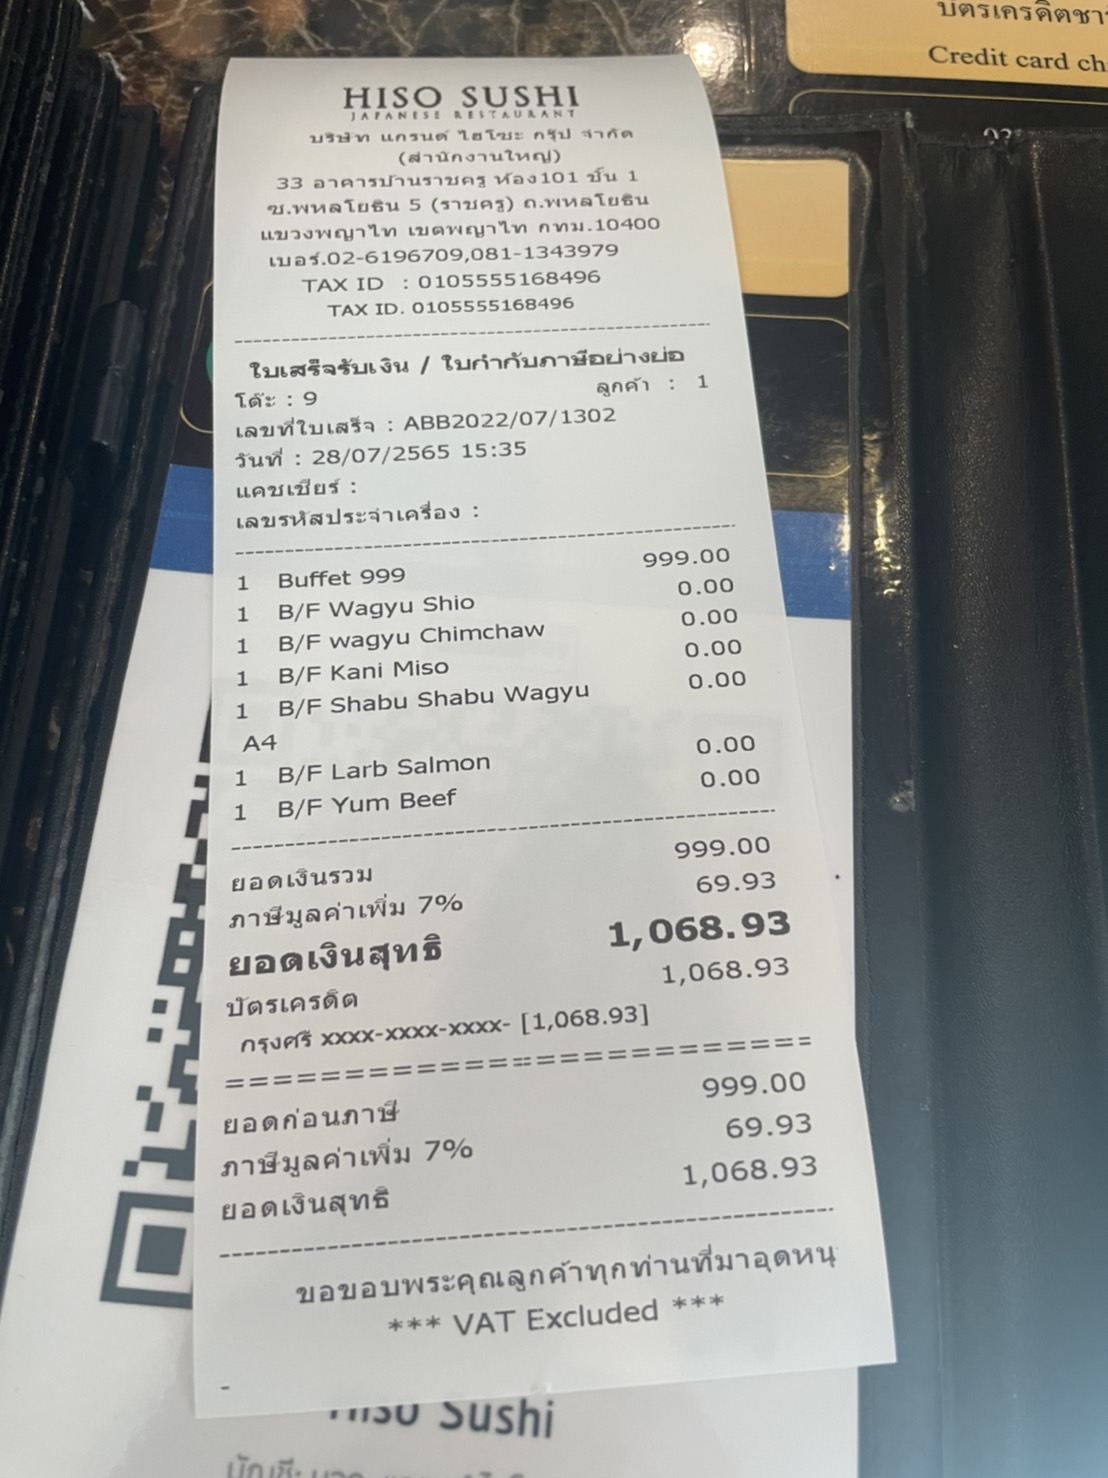 บัตรเครดิตชา
Credit card ch
HISO SUSHI
JAPANESE RESTAURANT
บริษัท แกรนด์ ไฮโซะ กรุ๊ป จำกัด
(สำนักงานใหญ่)
33 อาคารบ้านราชครู ห้อง101 ชั้น 1
ซ.พหลโยธิน 5 (ราชครู) ถ.พหลโยธิน
แขวงพญาไท เขตพญาไท กทม.10400
เบอร์.02-6196709,081-1343979
TAX ID : 0105555168496
TAX ID. 0105555168496
ใบเสร็จรับเงิน / ใบกำกับภาษีอย่างย่อ
โต๊ะ : 9 ลูกค้า : 1
เลขที่ใบเสร็จ : ABB2022/07/1302
วันที่ : 28/07/2565 15:35
แคชเชียร์ :
เลขรหัสประจำเครื่อง :
1 Buffet 999 999.00
1 B/F Wagyu Shio 0.00
1 B/F wagyu Chimchaw 0.00
1 B/F Kani Miso 0.00
1 B/F Shabu Shabu Wagyu 0.00
A4
1 B/F Larb Salmon 0.00
1 B/F Yum Beef 0.00
ยอดเงินรวม 999.00
ภาษีมูลค่าเพิ่ม 7% 69.93
ยอดเงินสุทธิ 1,068.93
บัตรเครดิต 1,068.93
กรุงศรี xxxx-xxxx-xxxx- [1,068.93]
ยอดก่อนภาษี 999.00
ภาษีมูลค่าเพิ่ม 7% 69.93
ยอดเงินสุทธิ 1,068.93
ขอขอบพระคุณลูกค้าทุกท่านที่มาอุดหนุ
*** VAT Excluded ***
-
Hiso Sushi